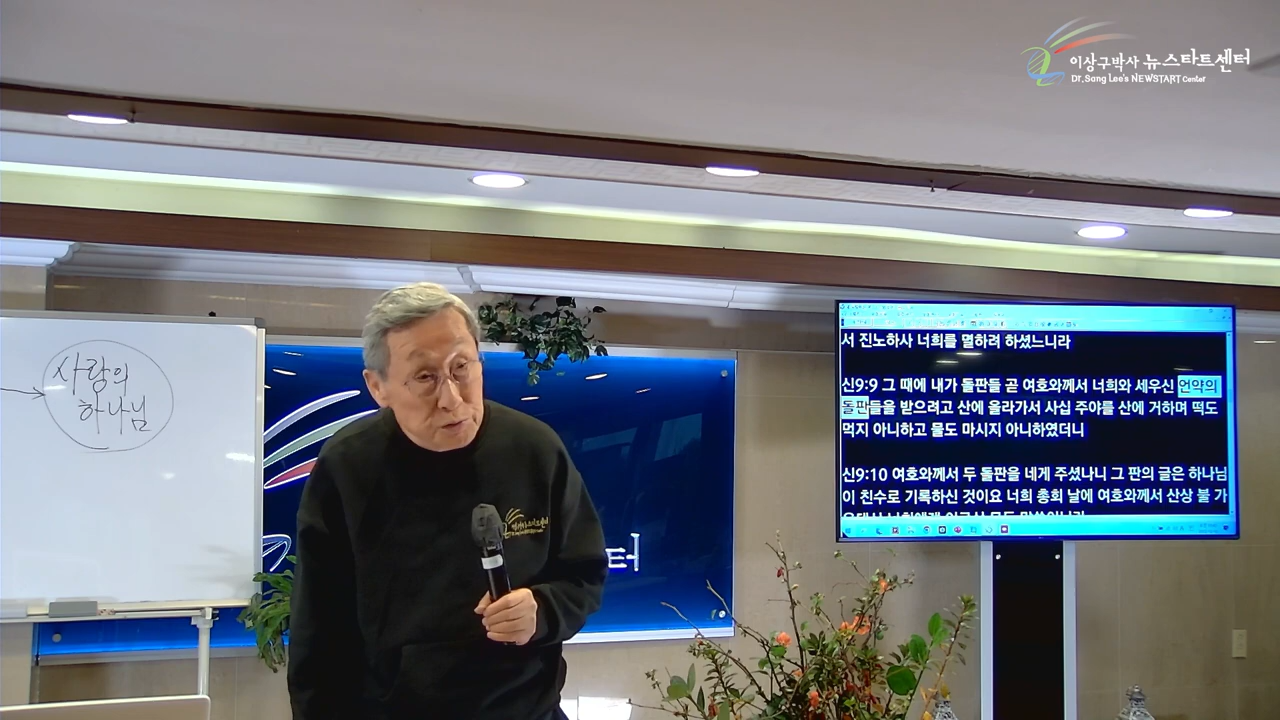 이상구박사 뉴스타트센터
Dr. Sang Lee's NEWSTART Center
사랑의
하나님
서 진노하사 너희를 멸하려 하셨느니라
신9:9 그 때에 내가 돌판들 곧 여호와께서 너희와 세우신 언약의
돌판들을 받으려고 산에 올라가서 사십 주야를 산에 거하며 떡도
먹지 아니하고 물도 마시지 아니하였더니
신9:10 여호와께서 두 돌판을 네게 주셨나니 그 판의 글은 하나님
이 친수로 기록하신 것이요 너희 총회 날에 여호와께서 산상 불 가
터